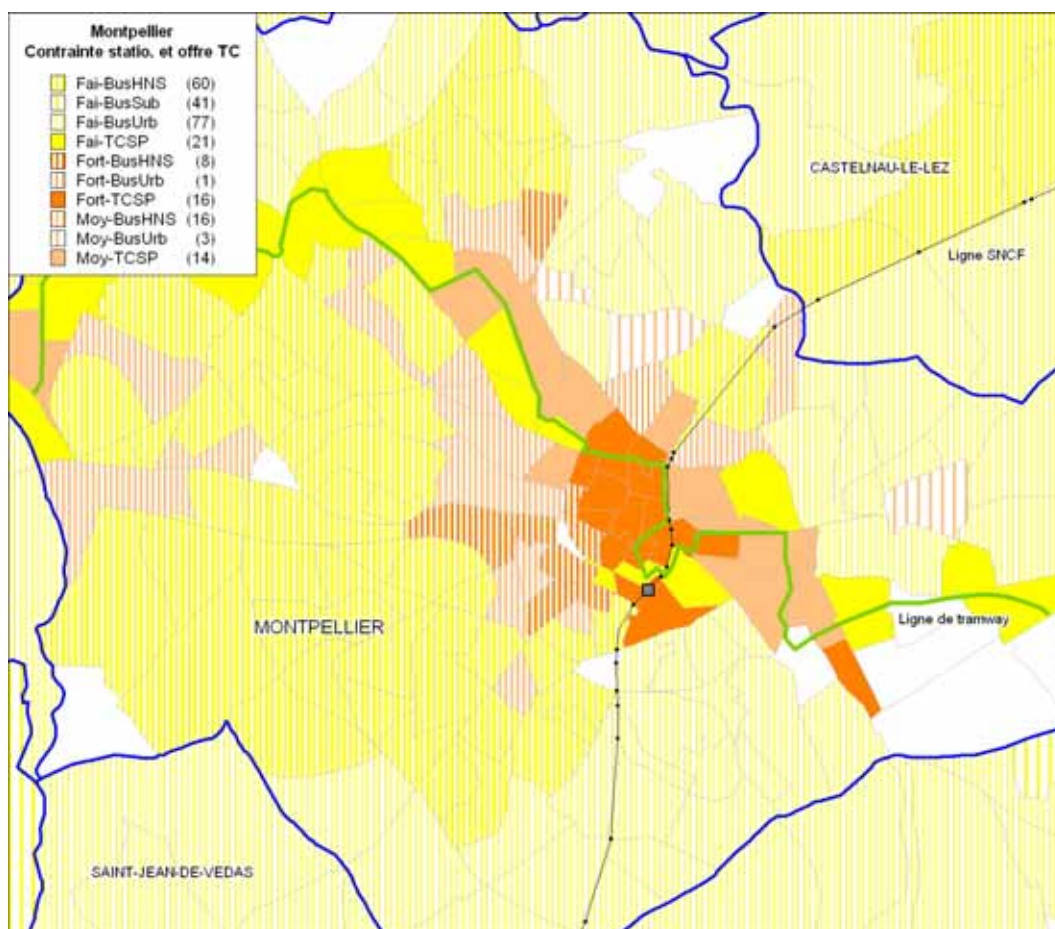 Montpellier
Contrainte statio. et offre TC
Fai-BusHNS (60)
Fai-BusSub (41)
Fai-BusUrb (77)
Fai-TCSP (21)
Fort-BusHNS (8)
Fort-BusUrb (1)
Fort-TCSP (16)
Moy-BusHNS (16)
Moy-BusUrb (3)
Moy-TCSP (14)
CASTELNAU-LE-LEZ
Ligne SNCF
Ligne de tramway
MONTPELLIER
SAINT-JEAN-DE-VEDAS